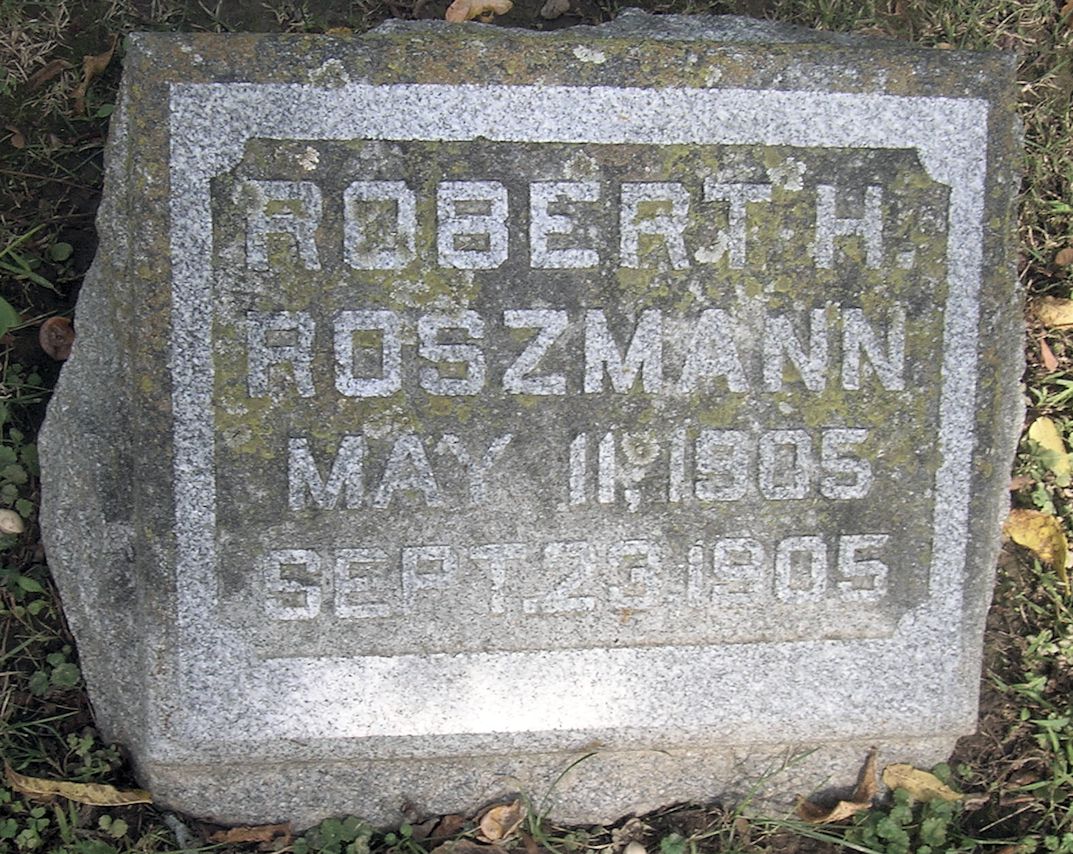 ROBERT H.
ROSZMANN
MAY 11, 1905
SEPT. 23, 1905